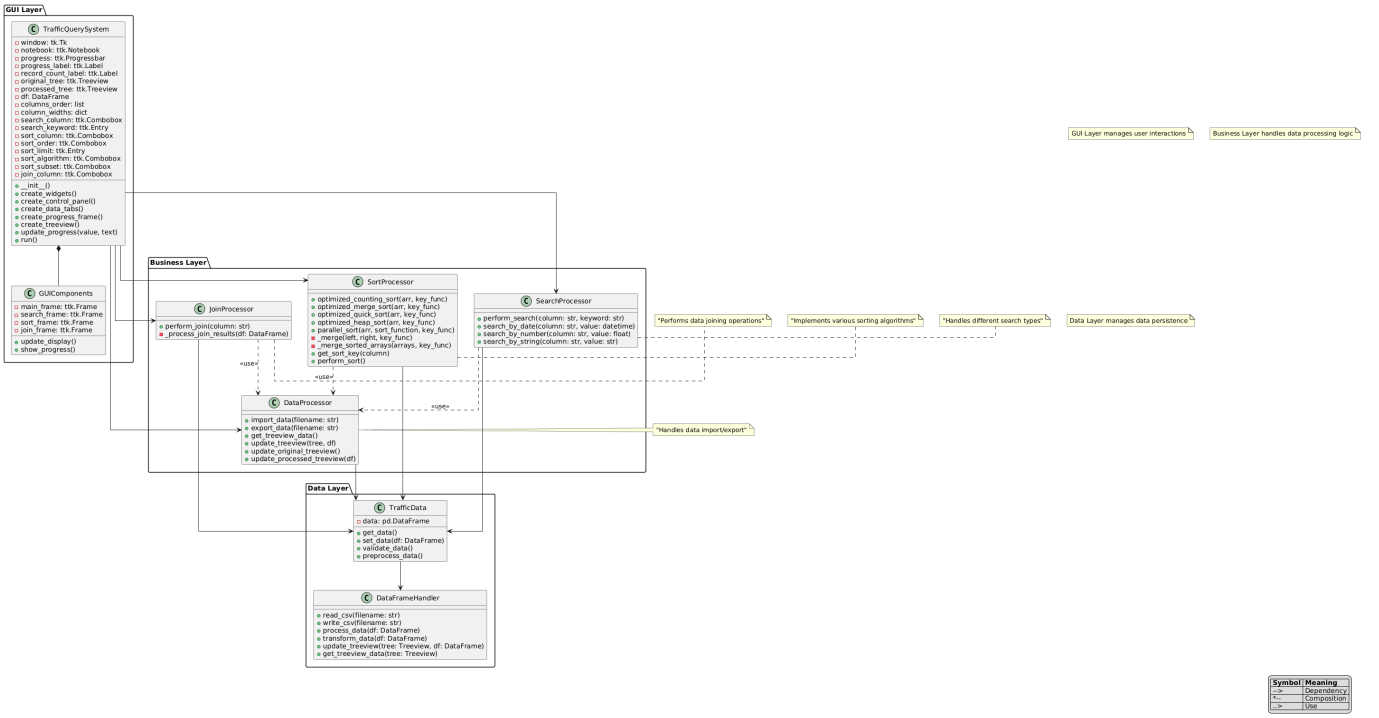 GUI Layer
C TrafficQuerySystem
window: tk.Tk
notebook: ttk.Notebook
progress: ttk.Progressbar
progress_label: ttk.Label
record_count_label: ttk.Label
original_tree: ttk.Treeview
processed_tree: ttk.Treeview
df: DataFrame
columns_order: list
column_widths: dict
search_column: ttk.Combobox
search_keyword: ttk.Entry
sort_column: ttk.Combobox
sort_order: ttk.Combobox
sort_limit: ttk.Entry
sort_algorithm: ttk.Combobox
sort_subset: ttk.Combobox
join_column: ttk.Combobox
__init__()
create_widgets()
create_control_panel()
create_data_tabs()
create_progress_frame()
create_treeview()
update_progress(value, text)
run()
GUI Layer manages user interactions
Business Layer handles data processing logic
C GUIComponents
main_frame: ttk.Frame
search_frame: ttk.Frame
sort_frame: ttk.Frame
join_frame: ttk.Frame
update_display()
show_progress()
Business Layer
C JoinProcessor
perform_join(column: str)
_process_join_results(df: DataFrame)
C SortProcessor
optimized_counting_sort(arr, key_func)
optimized_merge_sort(arr, key_func)
optimized_quick_sort(arr, key_func)
optimized_heap_sort(arr, key_func)
parallel_sort(arr, sort_function, key_func)
_merge(left, right, key_func)
_merge_sorted_arrays(arrays, key_func)
get_sort_key(column)
perform_sort()
C SearchProcessor
perform_search(column: str, keyword: str)
search_by_date(column: str, value: datetime)
search_by_number(column: str, value: float)
search_by_string(column: str, value: str)
"Performs data joining operations"
"Implements various sorting algorithms"
"Handles different search types"
Data Layer manages data persistence
«use»
«use»
«use»
C DataProcessor
import_data(filename: str)
export_data(filename: str)
get_treeview_data()
update_treeview(tree, df)
update_original_treeview()
update_processed_treeview(df)
"Handles data import/export"
Data Layer
C TrafficData
data: pd.DataFrame
get_data()
set_data(df: DataFrame)
validate_data()
preprocess_data()
C DataFrameHandler
read_csv(filename: str)
write_csv(filename: str)
process_data(df: DataFrame)
transform_data(df: DataFrame)
update_treeview(tree: Treeview, df: DataFrame)
get_treeview_data(tree: Treeview)
Symbol Meaning
--> Dependency
*-- Composition
..> Use